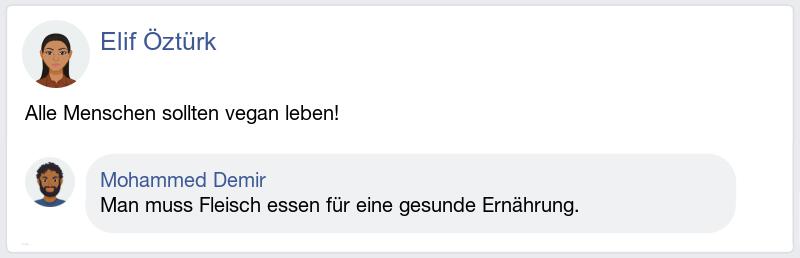 Elif Öztürk
Alle Menschen sollten vegan leben!
Mohammed Demir
Man muss Fleisch essen für eine gesunde Ernährung.